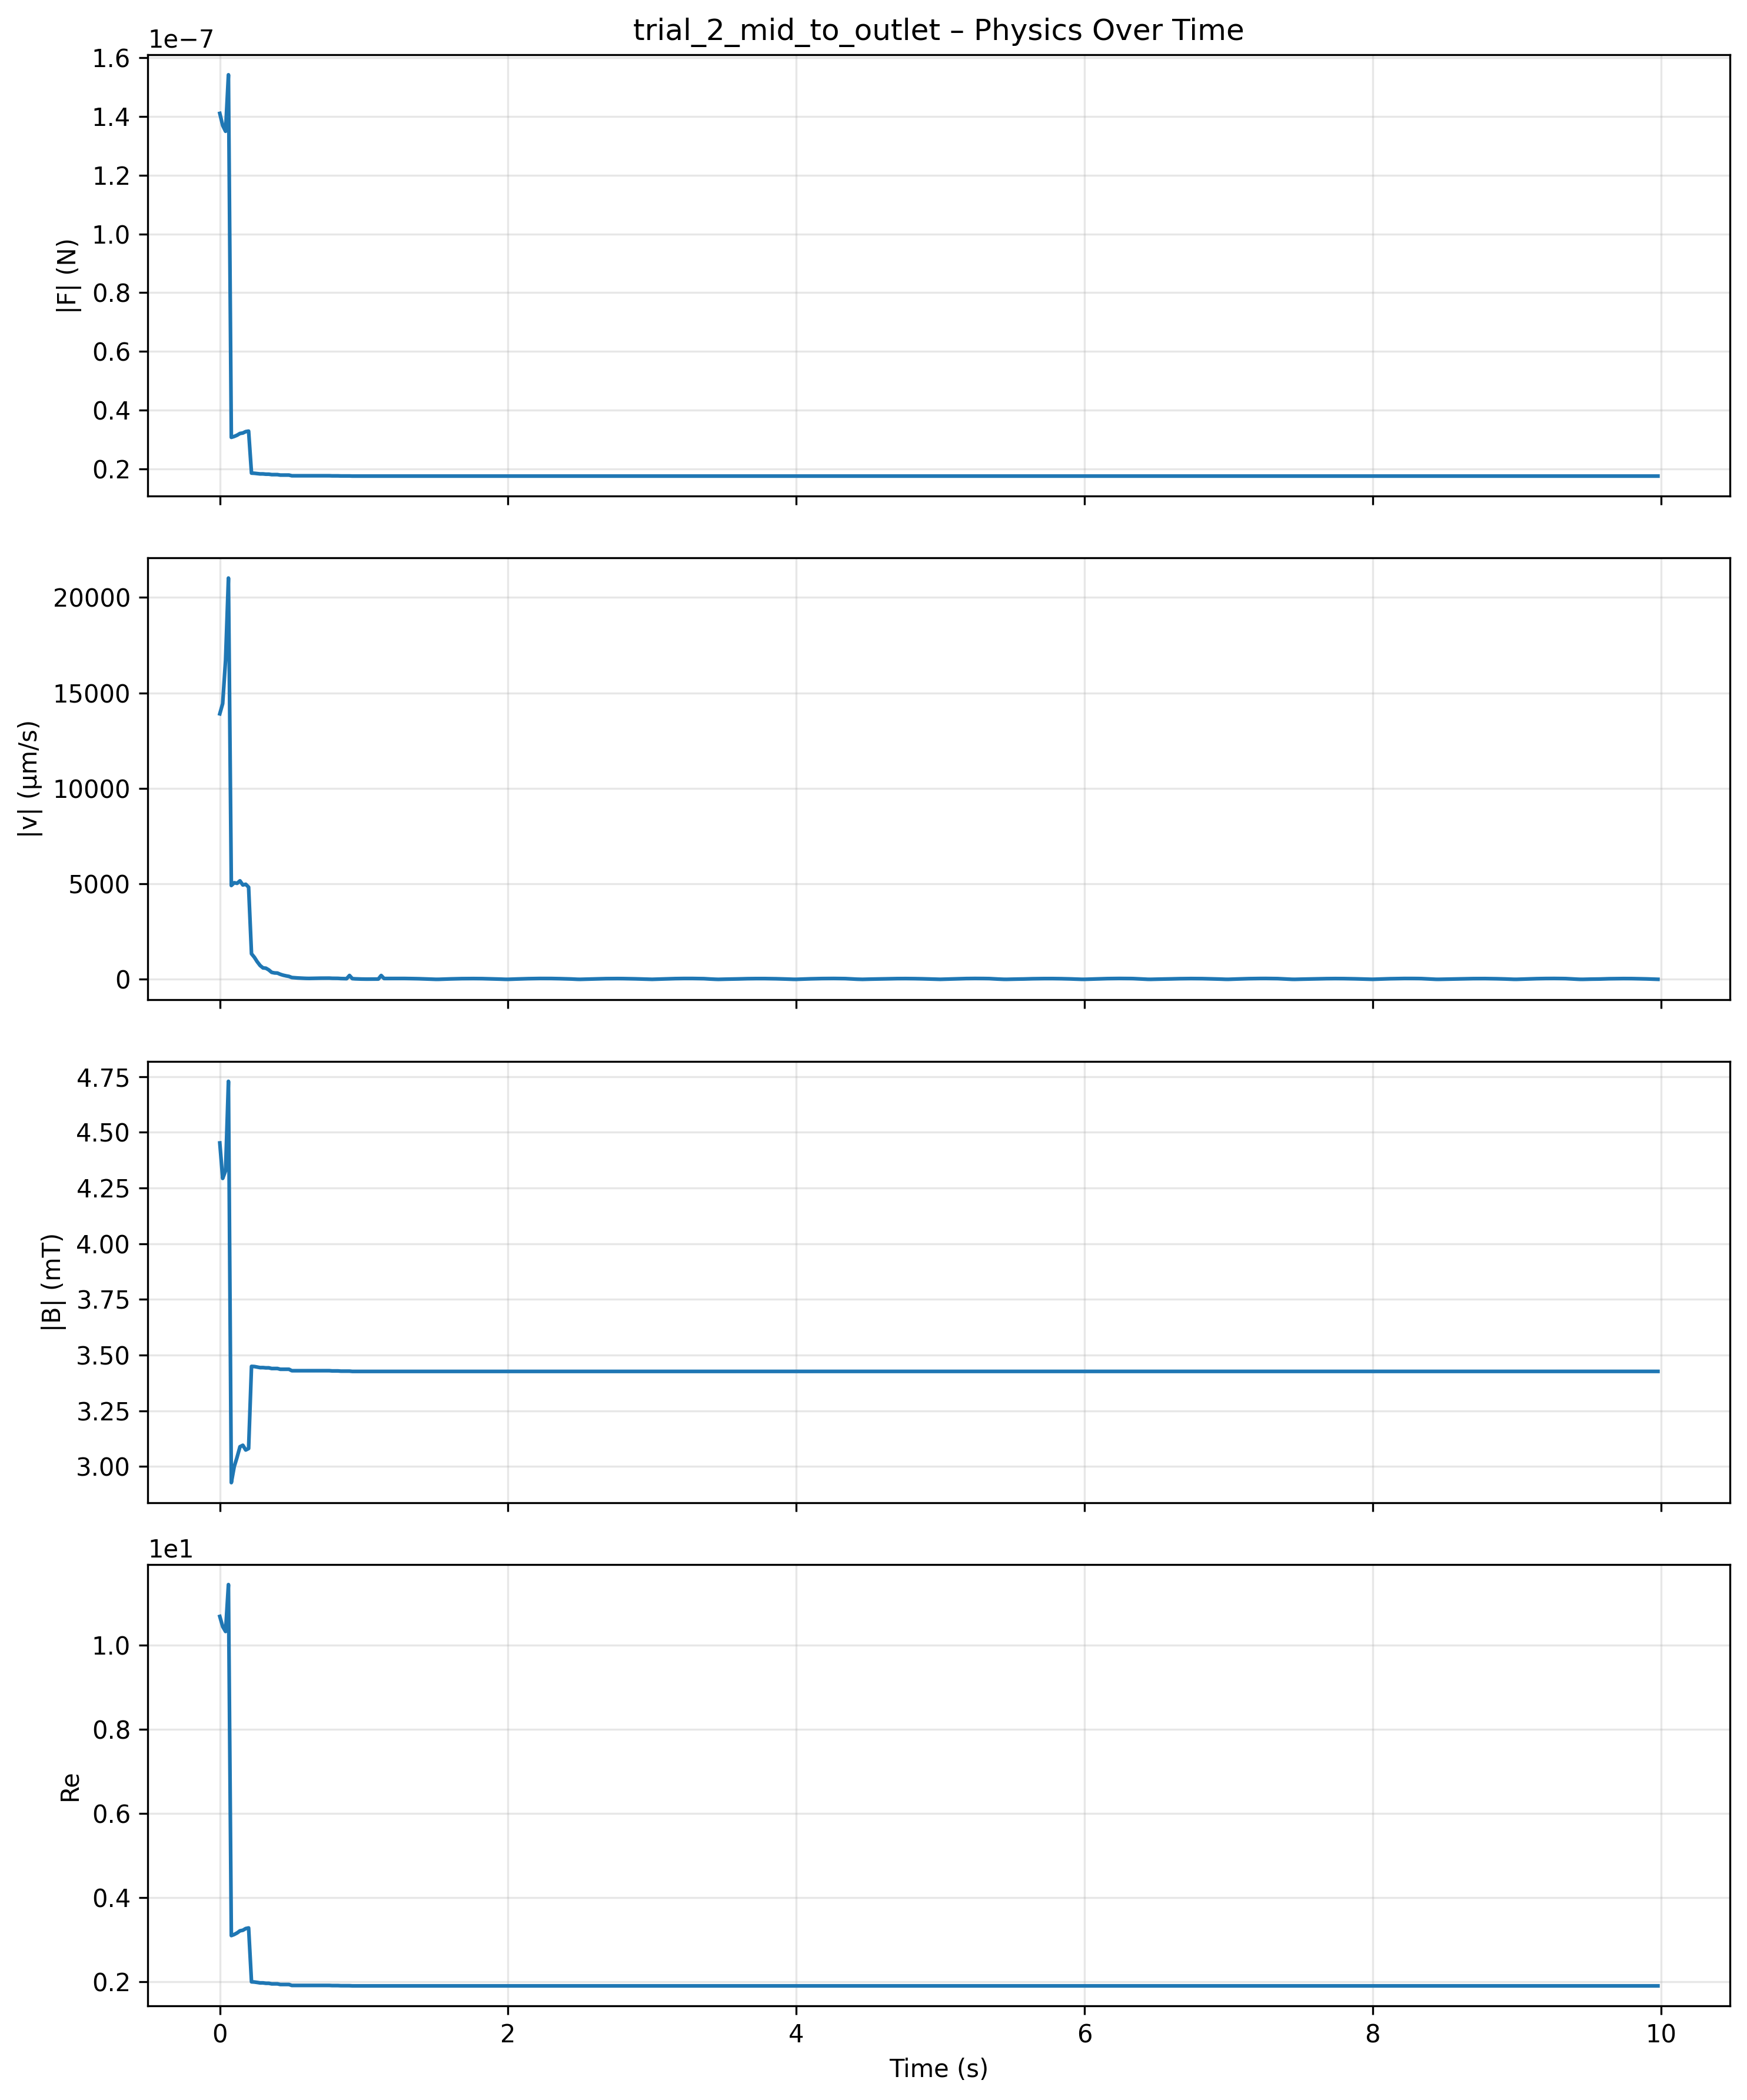 trial_2_mid_to_outlet – Physics Over Time
1e−7
1.6
1.4
1.2
1.0
0.8
0.6
0.4
0.2
|F| (N)
20000
15000
10000
5000
0
|v| (µm/s)
4.75
4.50
4.25
4.00
3.75
3.50
3.25
3.00
|B| (mT)
1e1
1.0
0.8
0.6
0.4
0.2
Re
0 2 4 6 8 10
Time (s)